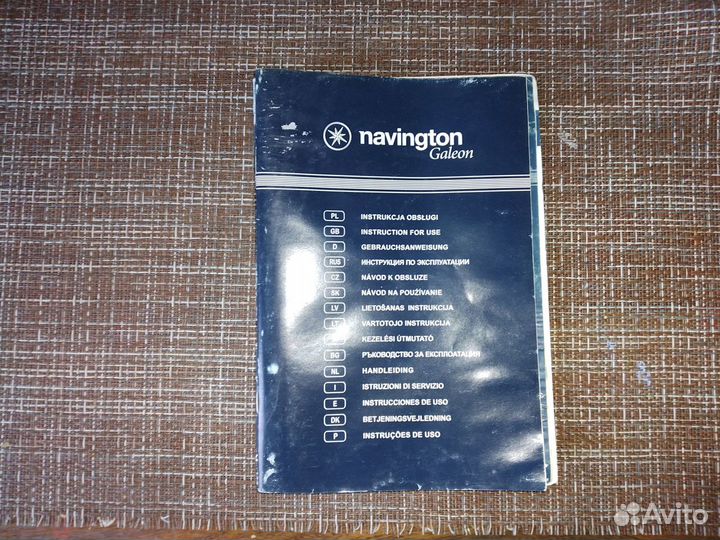 navington
Galeon
PL INSTRUKCJA OBSŁUGI
GB INSTRUCTION FOR USE
D GEBRAUCHSANWEISUNG
RUS ИНСТРУКЦИЯ ПО ЭКСПЛУАТАЦИИ
CZ NÁVOD K OBSLUZE
SK NÁVOD NA POUŽÍVANIE
LV LIETOŠANAS INSTRUKCIJA
LT VARTOTOJO INSTRUKCIJA
KEZELÉSI ÚTMUTATÓ
BG РЪКОВОДСТВО ЗА ЕКСПЛОАТАЦИЯ
NL HANDLEIDING
I ISTRUZIONI DI SERVIZIO
E INSTRUCCIONES DE USO
DK BETJENINGSVEJLEDNING
P INSTRUÇÕES DE USO
Avito